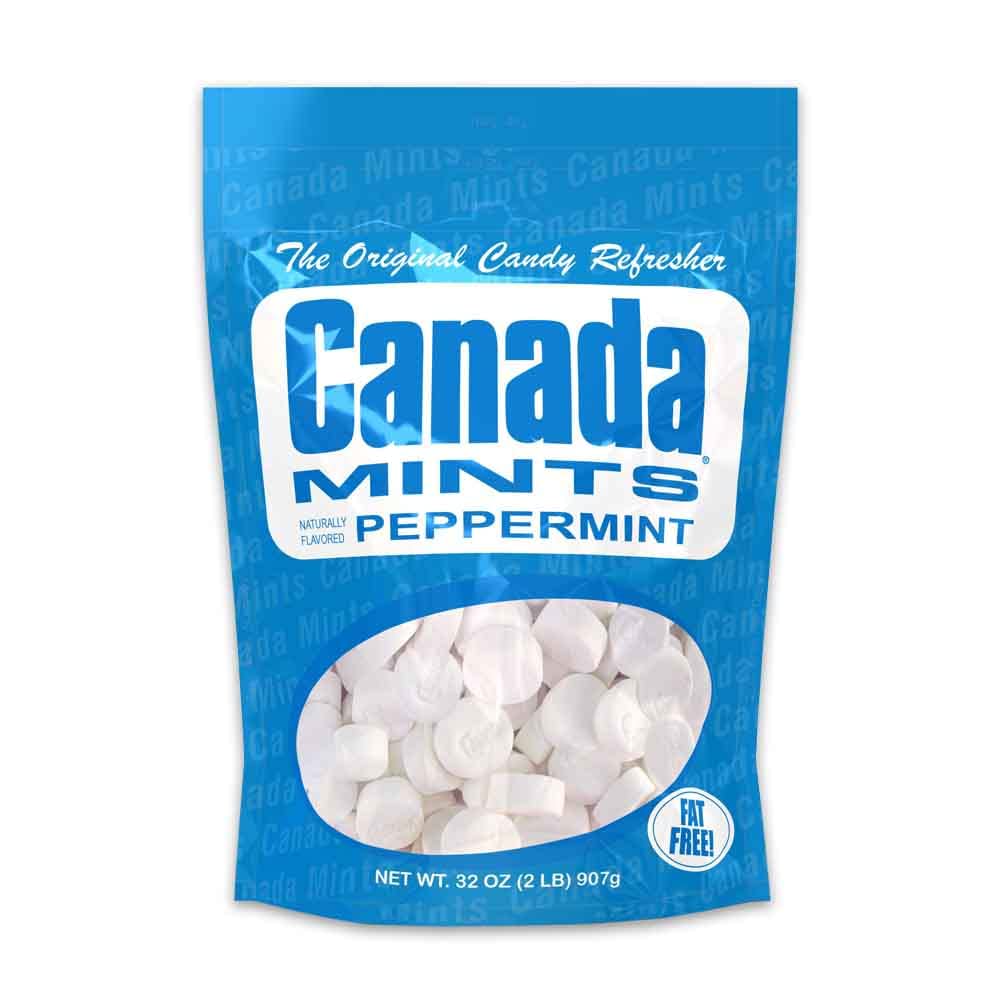 The Original Candy Refresher
Canada
MINTS®
NATURALLY
FLAVORED
PEPPERMINT
FAT
FREE!
NET WT. 32 OZ (2 LB) 907g